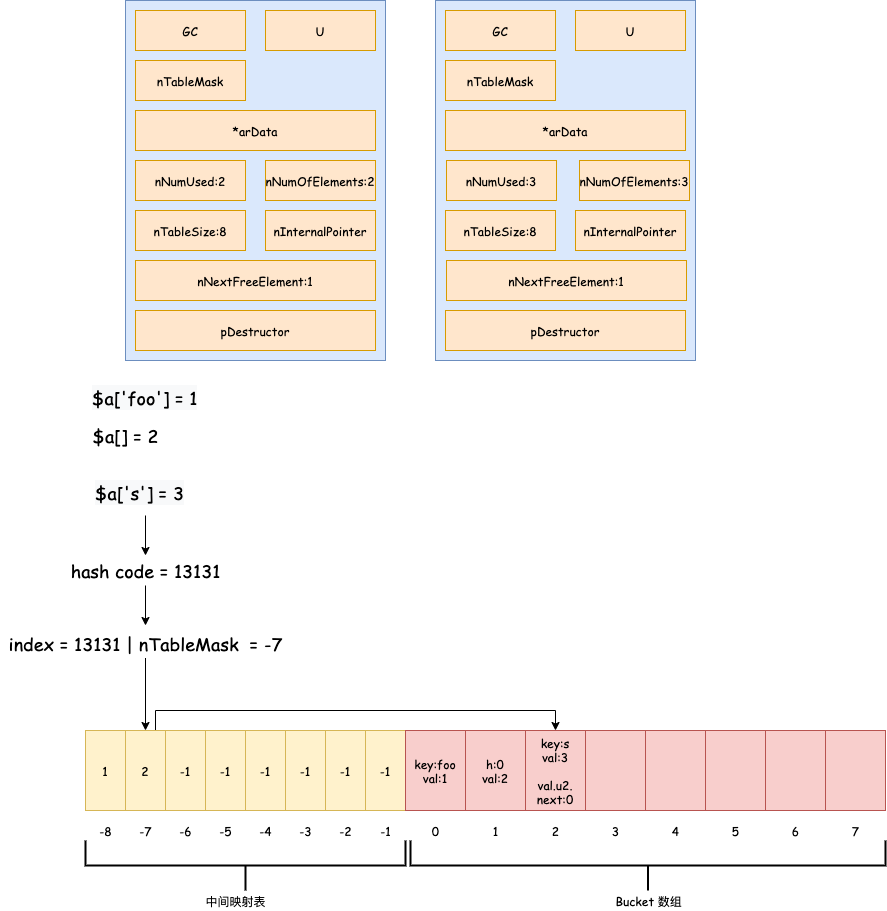 GC U
nTableMask
*arData
nNumUsed:2 nNumOfElements:2
nTableSize:8 nInternalPointer
nNextFreeElement:1
pDestructor
GC U
nTableMask
*arData
nNumUsed:3 nNumOfElements:3
nTableSize:8 nInternalPointer
nNextFreeElement:1
pDestructor
$a['foo'] = 1
$a[] = 2
$a['s'] = 3
hash code = 13131
index = 13131 | nTableMask = -7
1 2 -1 -1 -1 -1 -1 -1
key:foo
val:1
h:0
val:2
key:s
val:3
val.u2.
next:0
-8 -7 -6 -5 -4 -3 -2 -1 0 1 2 3 4 5 6 7
中间映射表
Bucket 数组